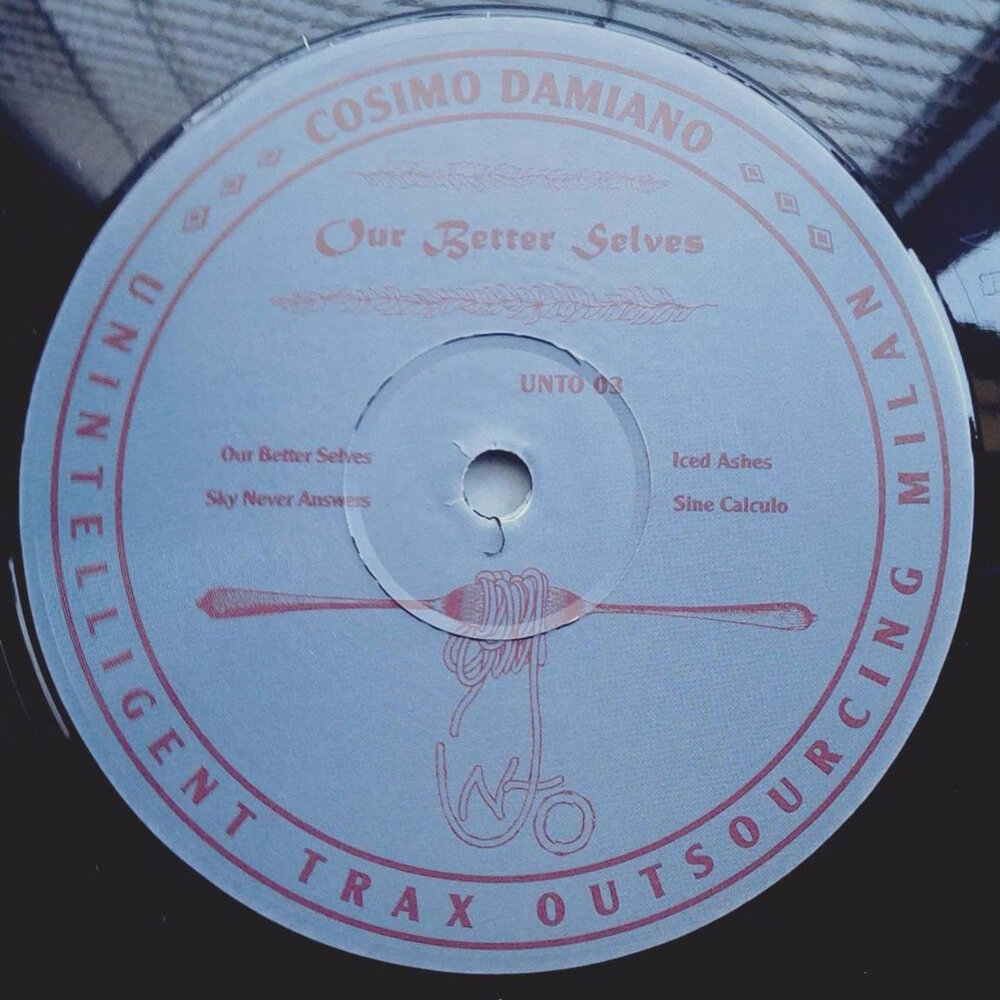 COSIMO DAMIANO
Our Better Selves
UNTO 03
Our Better Selves
Sky Never Answers
Iced Ashes
Sine Calculo
UNTO
UNINTELLIGENT TRAX OUTSOURCING MILAN